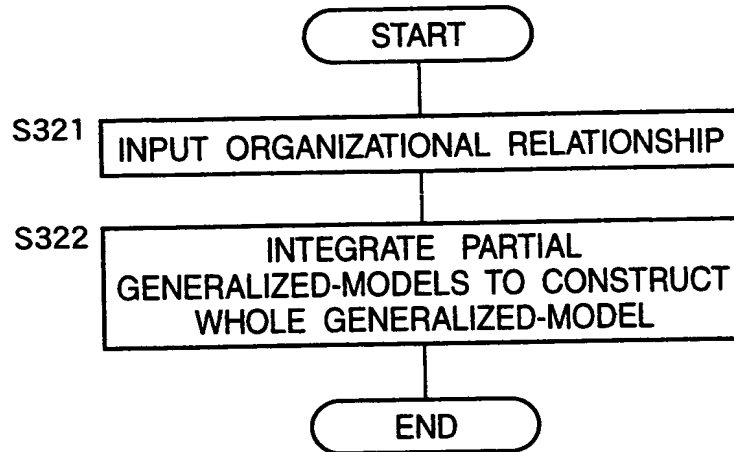 START
S321
INPUT ORGANIZATIONAL RELATIONSHIP
S322
INTEGRATE PARTIAL
GENERALIZED-MODELS TO CONSTRUCT
WHOLE GENERALIZED-MODEL
END